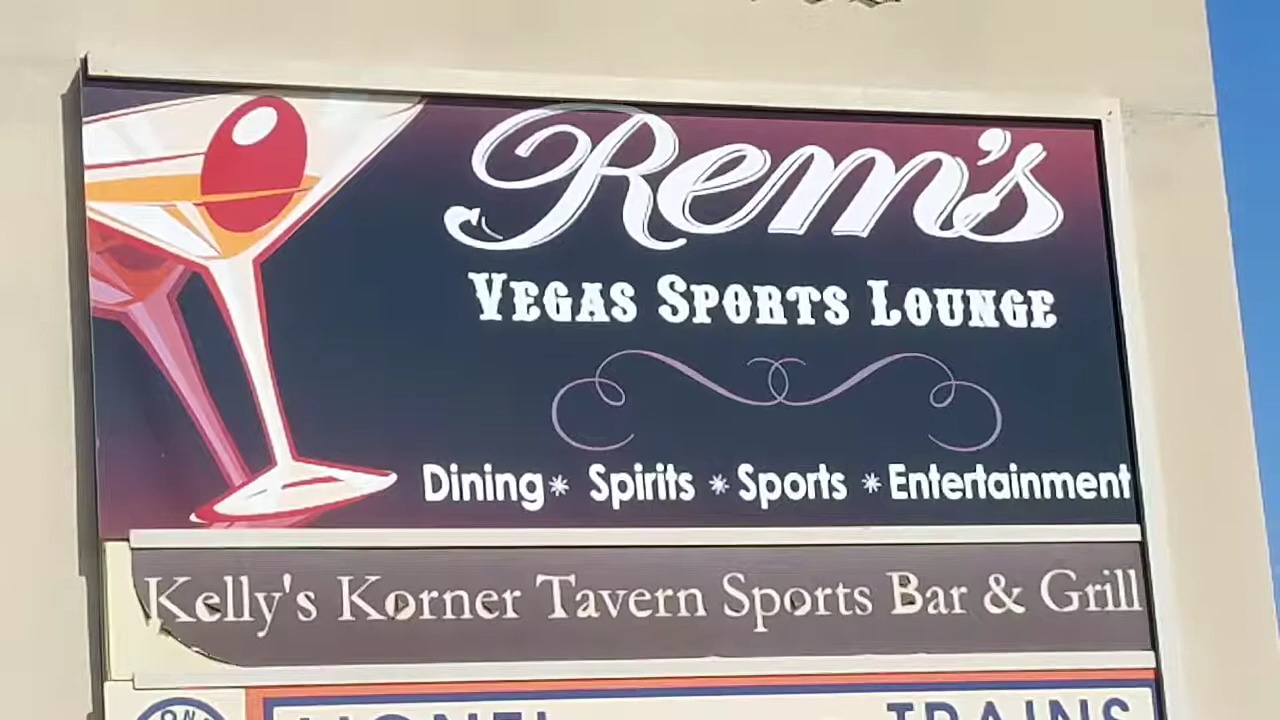 Rem's
VEGAS SPORTS LOUNGE
Dining* Spirits *Sports *Entertainment
Kelly's Korner Tavern Sports Bar & Grill
TRAINS